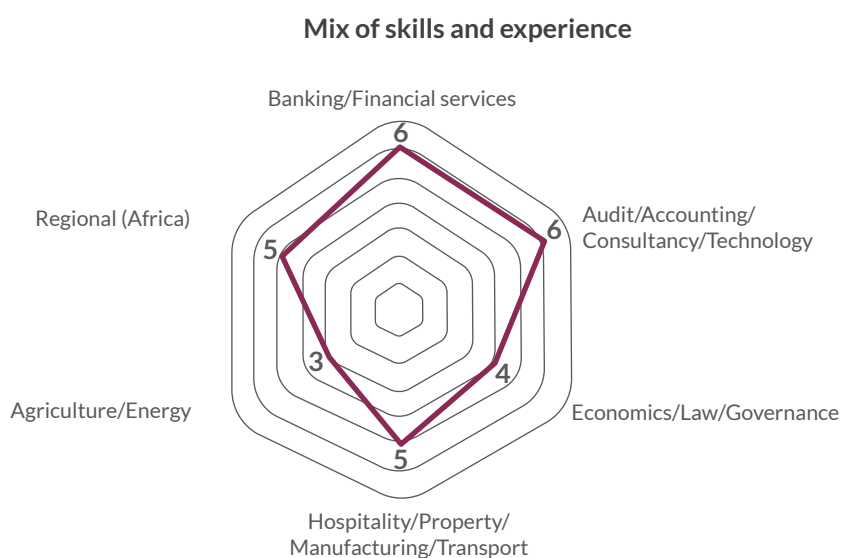 Mix of skills and experience
Banking/Financial services
6
Regional (Africa)
Audit/Accounting/
Consultancy/Technology
6
5
3
4
Agriculture/Energy
Economics/Law/Governance
5
Hospitality/Property/
Manufacturing/Transport